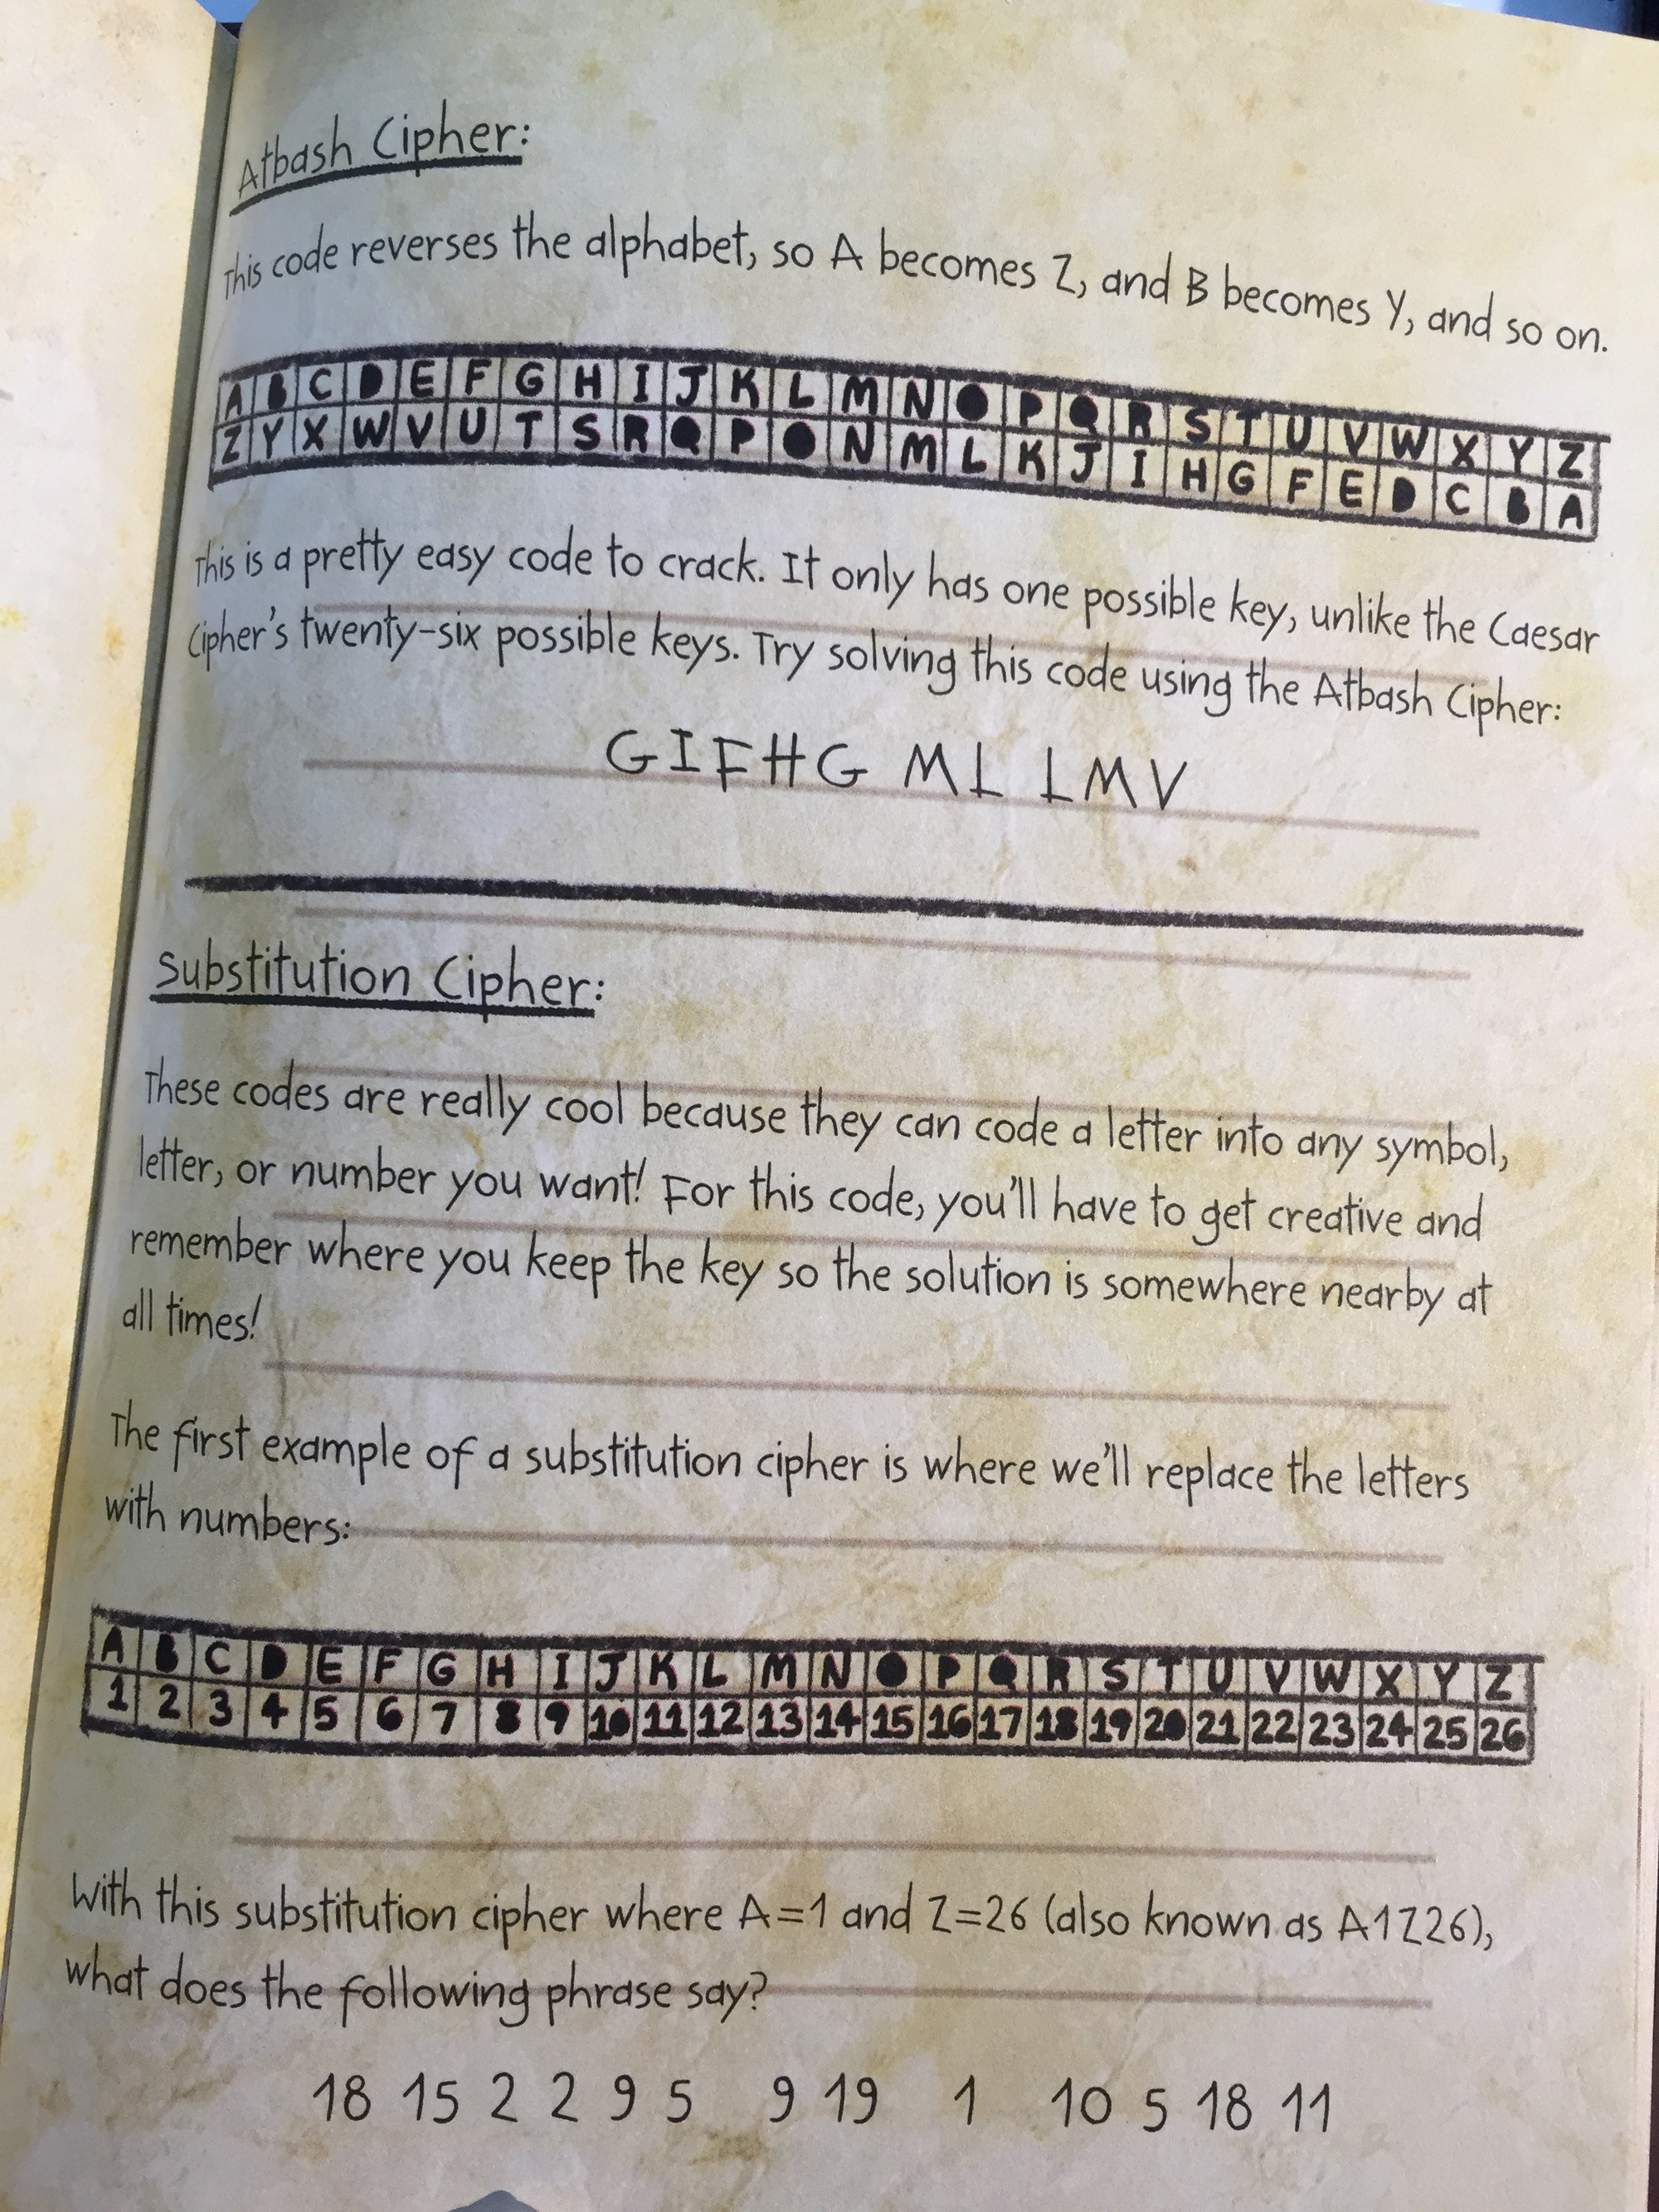 Atbash Cipher:
This code reverses the alphabet, so A becomes Z, and B becomes Y, and so on.
A B C D E F G H I J K L M N O P Q R S T U V W X Y Z
Z Y X W V U T S R Q P O N M L K J I H G F E D C B A
This is a pretty easy code to crack. It only has one possible key, unlike the Caesar
Cipher's twenty-six possible keys. Try solving this code using the Atbash Cipher:
GIFHG ML LMV
Substitution Cipher:
These codes are really cool because they can code a letter into any symbol,
letter, or number you want! For this code, you'll have to get creative and
remember where you keep the key so the solution is somewhere nearby at
all times!
The first example of a substitution cipher is where we'll replace the letters
with numbers:
A B C D E F G H I J K L M N O P Q R S T U V W X Y Z
1 2 3 4 5 6 7 8 9 10 11 12 13 14 15 16 17 18 19 20 21 22 23 24 25 26
With this substitution cipher where A=1 and Z=26 (also known as A1Z26),
what does the following phrase say?
18 15 2 2 9 5 9 19 1 10 5 18 11